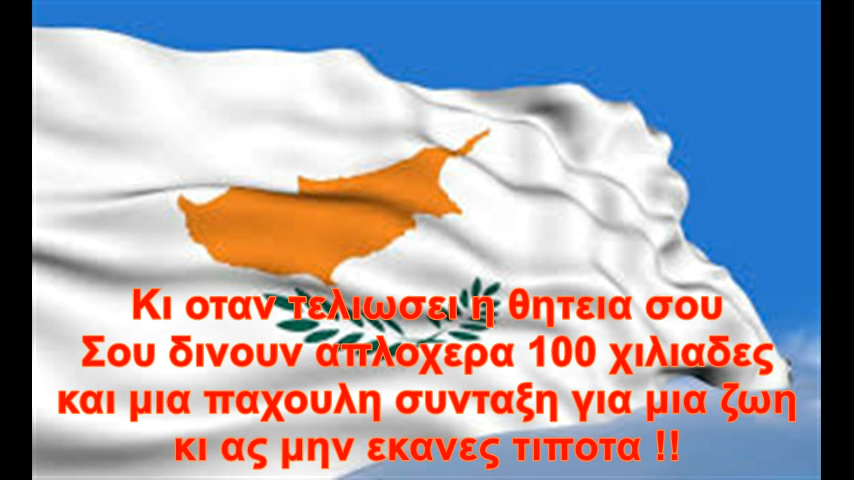 Κι οταν τελιωσει η θητεια σου
Σου δινουν απλοχερα 100 χιλιαδες
και μια παχουλη συνταξη για μια ζωη
κι ας μην εκανες τιποτα !!